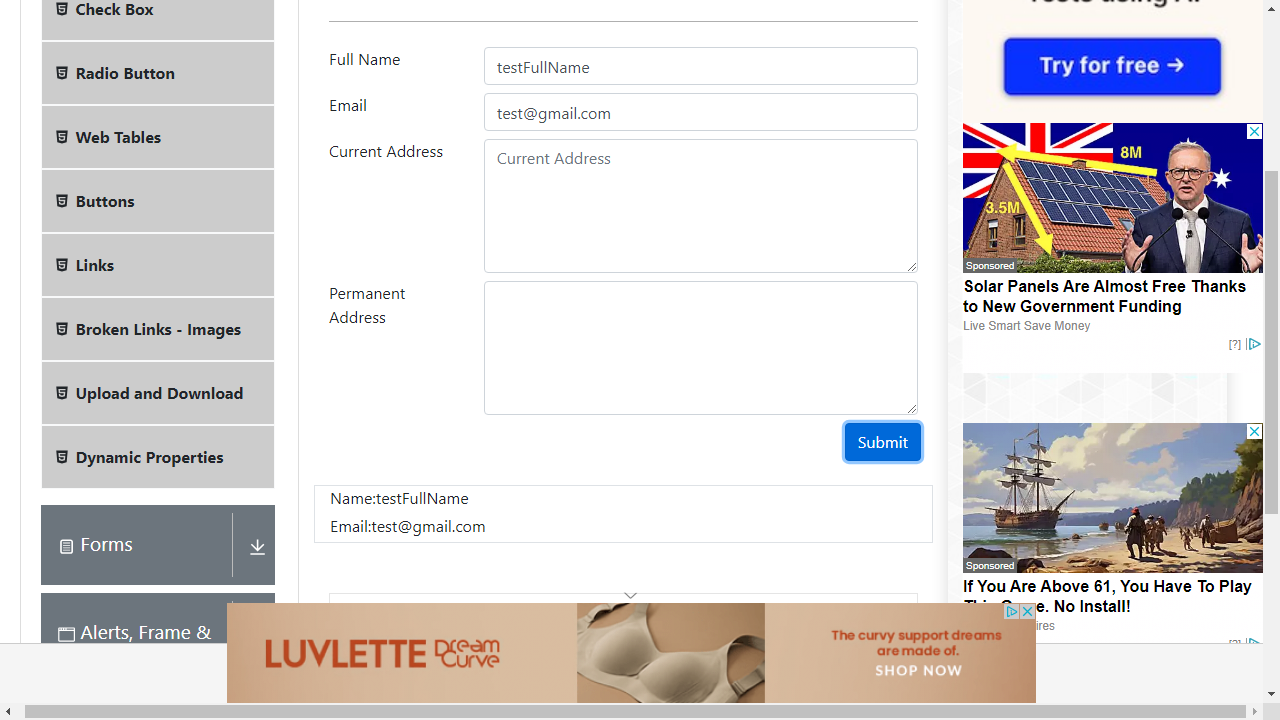 Check Box
Radio Button
Web Tables
Buttons
Links
Broken Links - Images
Upload and Download
Dynamic Properties
Forms
Alerts, Frame &
Full Name
testFullName
Email
test@gmail.com
Current Address
Current Address
Permanent
Address
Submit
Name:testFullName
Email:test@gmail.com
Try for free →
8M
3.5M
Sponsored
Solar Panels Are Almost Free Thanks
to New Government Funding
Live Smart Save Money
[?]
Sponsored
If You Are Above 61, You Have To Play
No Install!
LUVLETTE Dream
Curve
The curvy support dreams
are made of.
SHOP NOW